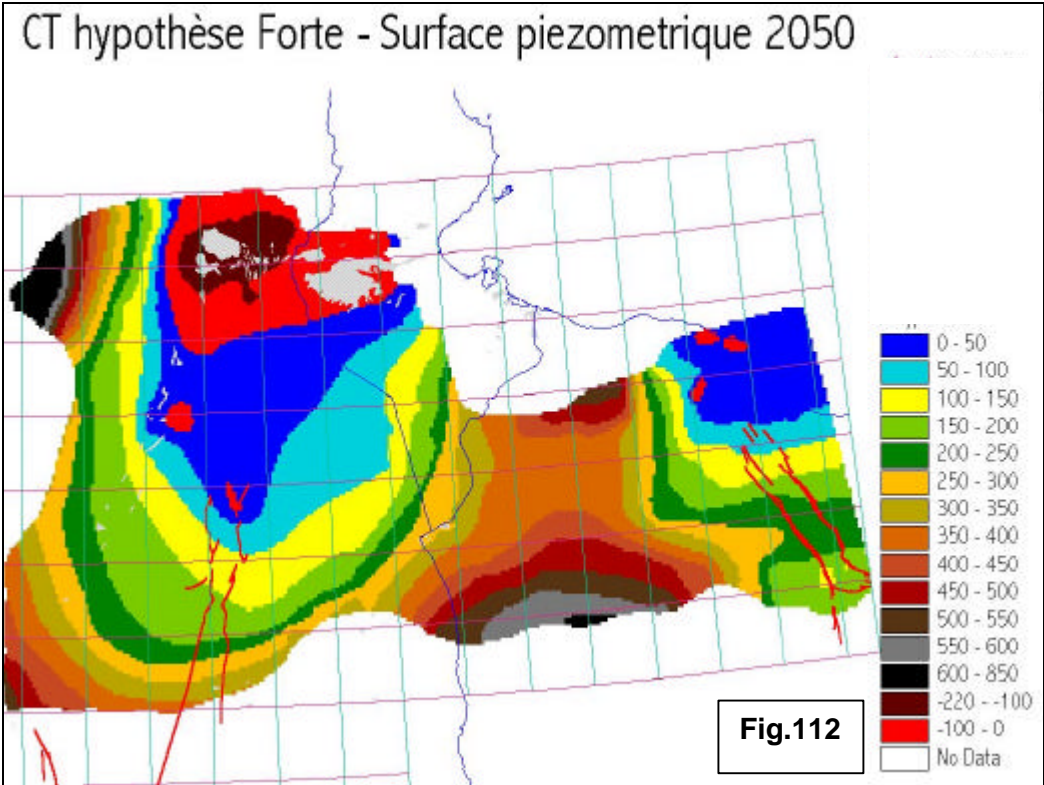 CT hypothèse Forte - Surface piezometrique 2050
0 - 50
50 - 100
100 - 150
150 - 200
200 - 250
250 - 300
300 - 350
350 - 400
400 - 450
450 - 500
500 - 550
550 - 600
600 - 850
-220 - -100
-100 - 0
No Data
Fig.112